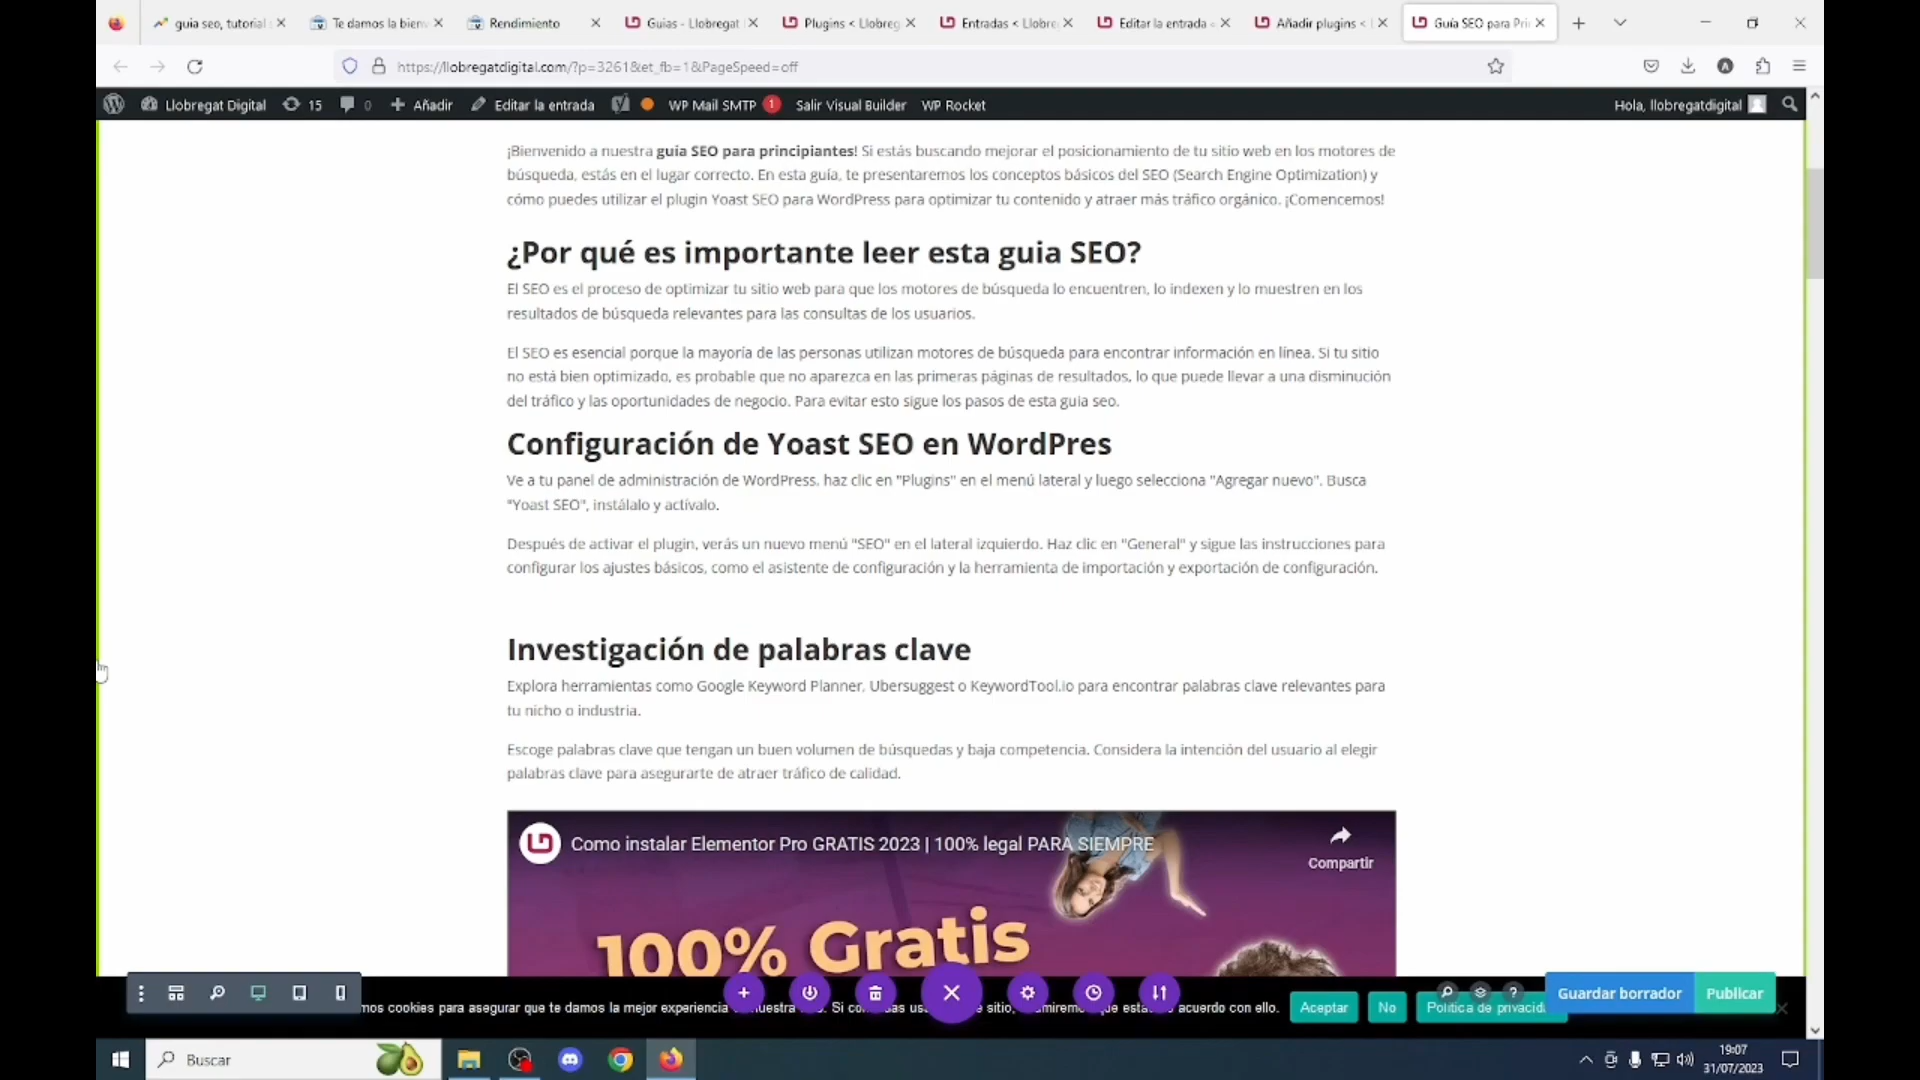 guia seo, tutorial
Te damos la bien
Rendimiento
Guias - Llobregat
Plugins < Llobreg
Entradas < Llobre
Editar la entrada
Añadir plugins <
Guía SEO para Pri
https://llobregatdigital.com/?p=3261&et_fb=1&PageSpeed=off
Llobregat Digital 15 0 Añadir Editar la entrada WP Mail SMTP 1 Salir Visual Builder WP Rocket Hola, llobregatdigital
¡Bienvenido a nuestra guía SEO para principiantes! Si estás buscando mejorar el posicionamiento de tu sitio web en los motores de
búsqueda, estás en el lugar correcto. En esta guía, te presentaremos los conceptos básicos del SEO (Search Engine Optimization) y
cómo puedes utilizar el plugin Yoast SEO para WordPress para optimizar tu contenido y atraer más tráfico orgánico. ¡Comencemos!
¿Por qué es importante leer esta guia SEO?
El SEO es el proceso de optimizar tu sitio web para que los motores de búsqueda lo encuentren, lo indexen y lo muestren en los
resultados de búsqueda relevantes para las consultas de los usuarios.
El SEO es esencial porque la mayoría de las personas utilizan motores de búsqueda para encontrar información en línea. Si tu sitio
no está bien optimizado, es probable que no aparezca en las primeras páginas de resultados, lo que puede llevar a una disminución
del tráfico y las oportunidades de negocio. Para evitar esto sigue los pasos de esta guia seo.
Configuración de Yoast SEO en WordPres
Ve a tu panel de administración de WordPress, haz clic en "Plugins" en el menú lateral y luego selecciona "Agregar nuevo". Busca
"Yoast SEO", instálalo y actívalo.
Después de activar el plugin, verás un nuevo menú "SEO" en el lateral izquierdo. Haz clic en "General" y sigue las instrucciones para
configurar los ajustes básicos, como el asistente de configuración y la herramienta de importación y exportación de configuración.
Investigación de palabras clave
Explora herramientas como Google Keyword Planner, Ubersuggest o KeywordTool.io para encontrar palabras clave relevantes para
tu nicho o industria.
Escoge palabras clave que tengan un buen volumen de búsquedas y baja competencia. Considera la intención del usuario al elegir
palabras clave para asegurarte de atraer tráfico de calidad.
Como instalar Elementor Pro GRATIS 2023 | 100% legal PARA SIEMPRE
Compartir
100% Gratis
Guardar borrador Publicar
mos cookies para asegurar que te damos la mejor experiencia Si sitio, que está acuerdo con ello. Aceptar No Política de privacid
Buscar
19:07
31/07/2023